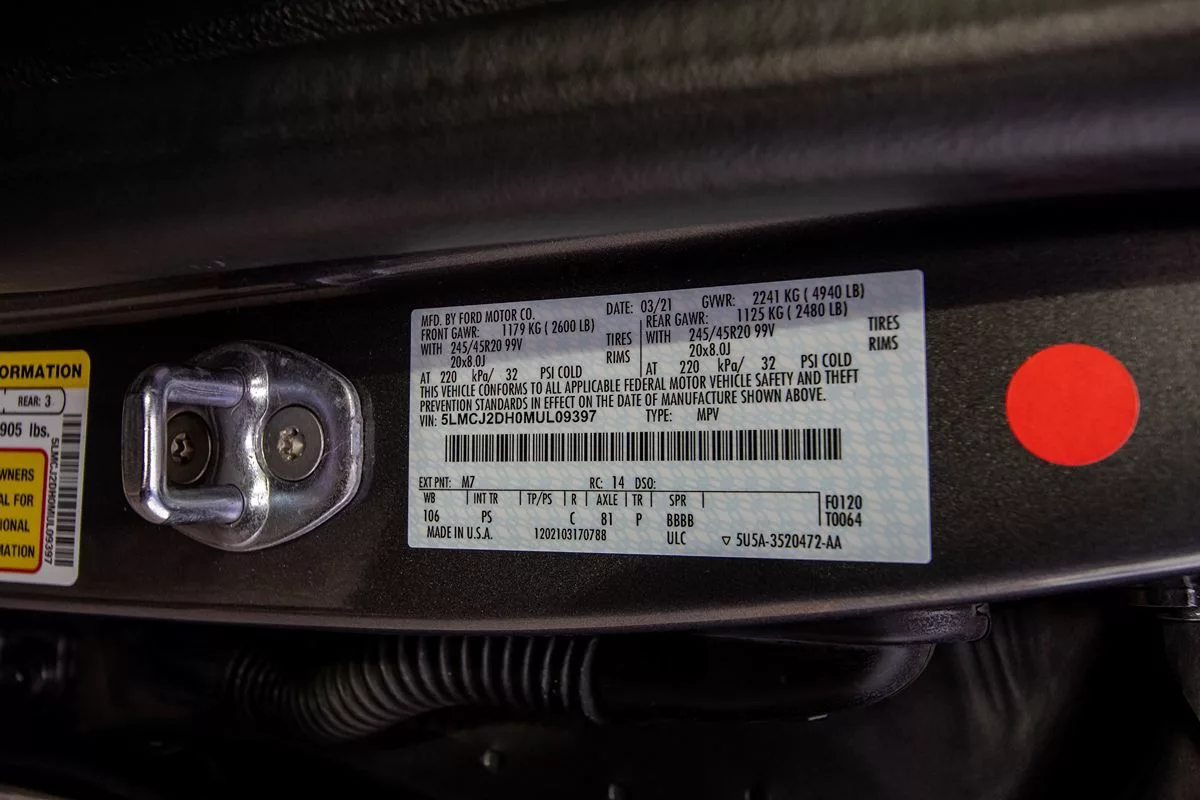 ORMATION
REAR: 3
905 lbs.
WNERS
AL FOR
IONAL
MATION
5LMCJ2DH0MUL09397
MFD. BY FORD MOTOR CO.
DATE: 03/21
GVWR: 2241 KG ( 4940 LB)
FRONT GAWR: 1179 KG ( 2600 LB)
REAR GAWR: 1125 KG ( 2480 LB)
WITH 245/45R20 99V TIRES
WITH 245/45R20 99V TIRES
20x8.0J RIMS
20x8.0J RIMS
AT 220 kPa/ 32 PSI COLD
AT 220 kPa/ 32 PSI COLD
THIS VEHICLE CONFORMS TO ALL APPLICABLE FEDERAL MOTOR VEHICLE SAFETY AND THEFT
PREVENTION STANDARDS IN EFFECT ON THE DATE OF MANUFACTURE SHOWN ABOVE.
VIN: 5LMCJ2DH0MUL09397 TYPE: MPV
EXT PNT: M7 RC: 14 DSO:
WB INT TR TP/PS R AXLE TR SPR
106 PS C 81 P BBBB
F0120
T0064
MADE IN U.S.A. 1202103170788 ULC ▽ 5U5A-3520472-AA